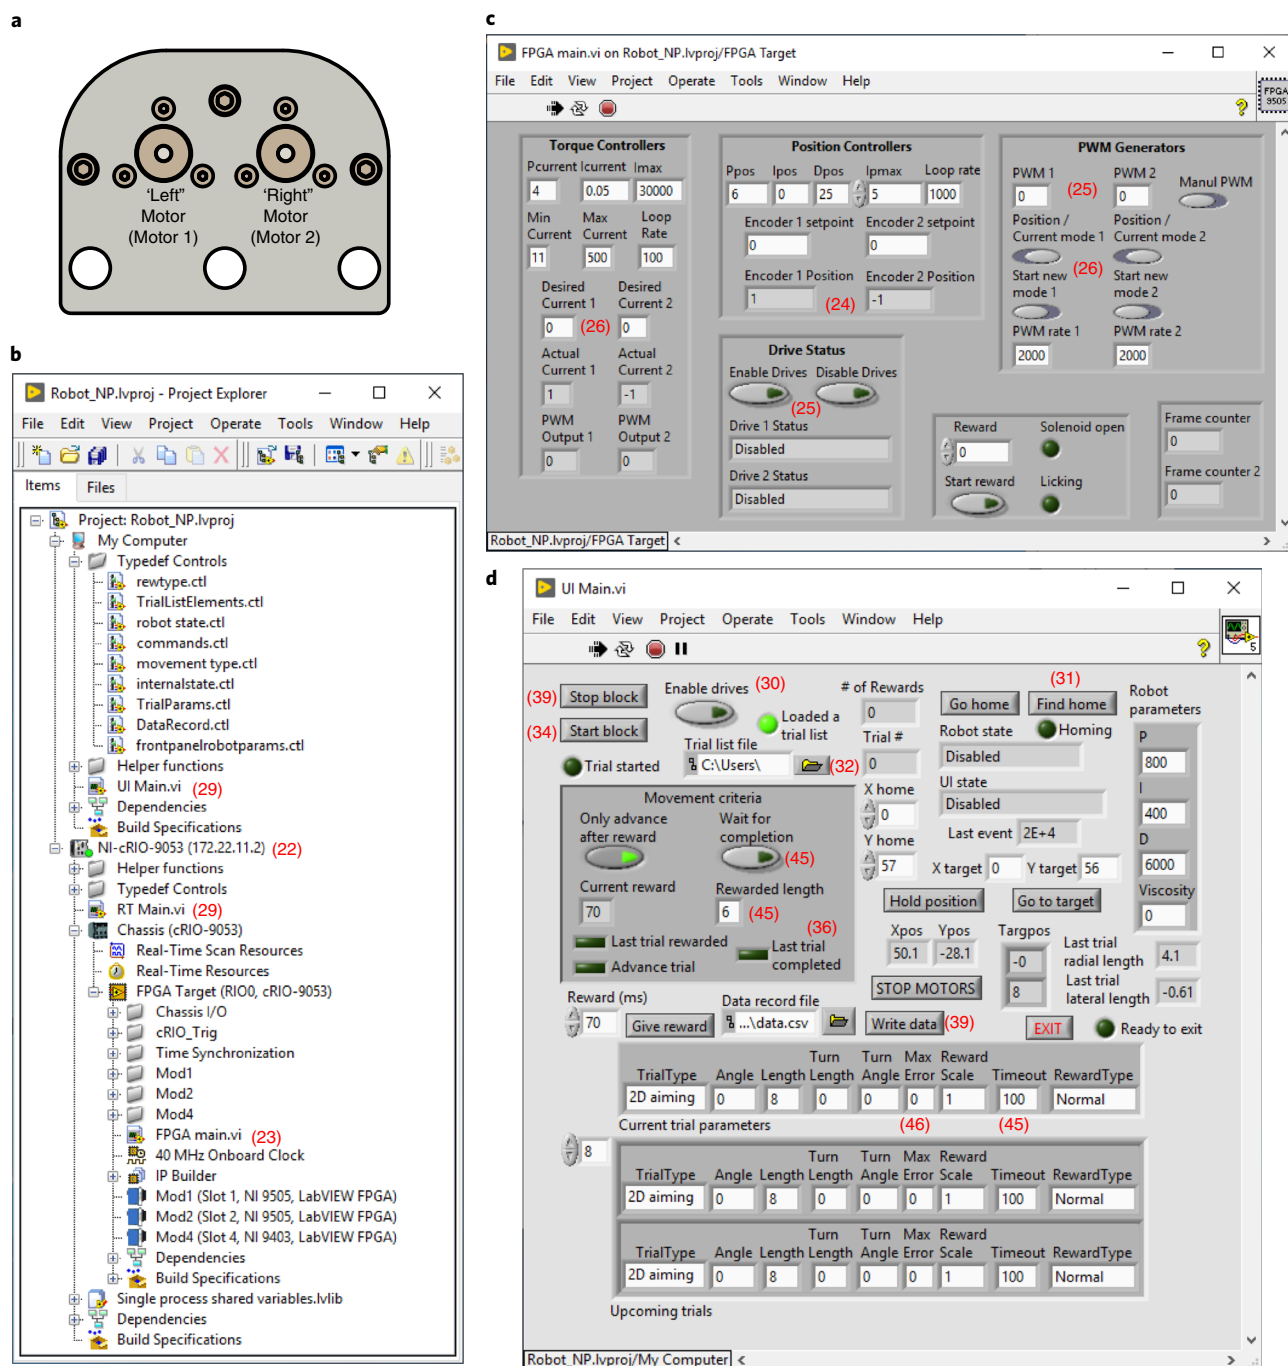 a
'Left"
Motor
(Motor 1)
'Right"
Motor
(Motor 2)
b
Robot_NP.lvproj - Project Explorer
File Edit View Project Operate Tools Window Help
Items Files
Project: Robot_NP.lvproj
My Computer
Typedef Controls
rewtype.ctl
TrialListElements.ctl
robot state.ctl
commands.ctl
movement type.ctl
internalstate.ctl
TrialParams.ctl
DataRecord.ctl
frontpanelrobotparams.ctl
Helper functions
UI Main.vi (29)
Dependencies
Build Specifications
NI-cRIO-9053 (172.22.11.2) (22)
Helper functions
Typedef Controls
RT Main.vi (29)
Chassis (cRIO-9053)
Real-Time Scan Resources
Real-Time Resources
FPGA Target (RIO0, cRIO-9053)
Chassis I/O
cRIO_Trig
Time Synchronization
Mod1
Mod2
Mod4
FPGA main.vi (23)
40 MHz Onboard Clock
IP Builder
Mod1 (Slot 1, NI 9505, LabVIEW FPGA)
Mod2 (Slot 2, NI 9505, LabVIEW FPGA)
Mod4 (Slot 4, NI 9403, LabVIEW FPGA)
Dependencies
Build Specifications
Single process shared variables.lvlib
Dependencies
Build Specifications
c
FPGA main.vi on Robot_NP.lvproj/FPGA Target
File Edit View Project Operate Tools Window Help
FPGA
9505
Torque Controllers
Pcurrent Icurrent Imax
4 0.05 30000
Min Max Loop
Current Current Rate
11 500 100
Desired Desired
Current 1 Current 2
0 (26) 0
Actual Actual
Current 1 Current 2
1 -1
PWM PWM
Output 1 Output 2
0 0
Position Controllers
Ppos Ipos Dpos Ipmax Loop rate
6 0 25 5 1000
Encoder 1 setpoint Encoder 2 setpoint
0 0
Encoder 1 Position Encoder 2 Position
1 (24) -1
Drive Status
Enable Drives Disable Drives
(25)
Drive 1 Status
Disabled
Drive 2 Status
Disabled
PWM Generators
PWM 1 PWM 2 Manul PWM
0 (25) 0
Position / Position /
Current mode 1 Current mode 2
Start new (26) Start new
mode 1 mode 2
PWM rate 1 PWM rate 2
2000 2000
Reward Solenoid open
0
Start reward Licking
Frame counter
0
Frame counter 2
0
Robot_NP.lvproj/FPGA Target
d
UI Main.vi
File Edit View Project Operate Tools Window Help
5
(39) Stop block
Enable drives (30)
(34) Start block
Loaded a
trial list
Trial started
Trial list file
C:\Users\ (32)
# of Rewards
0
Trial #
0
X home
0
Y home
57
(31)
Go home Find home
Robot state Homing
Disabled
UI state
Disabled
Last event 2E+4
X target 0 Y target 56
Hold position Go to target
Robot
parameters
P
800
I
400
D
6000
Viscosity
0
Movement criteria
Only advance Wait for
after reward completion
(45)
Current reward Rewarded length
70 6 (45)
(36)
Last trial rewarded
Last trial
completed
Advance trial
Xpos Ypos
50.1 -28.1
Targpos
-0
8
Last trial
radial length 4.1
Last trial
lateral length -0.61
STOP MOTORS
Reward (ms)
70
Give reward
Data record file
...\data.csv
Write data (39)
EXIT
Ready to exit
Turn Turn Max Reward
TrialType Angle Length Length Angle Error Scale Timeout RewardType
2D aiming 0 8 0 0 0 1 100 Normal
Current trial parameters (46) (45)
8
Turn Turn Max Reward
TrialType Angle Length Length Angle Error Scale Timeout RewardType
2D aiming 0 8 0 0 0 1 100 Normal
Turn Turn Max Reward
TrialType Angle Length Length Angle Error Scale Timeout RewardType
2D aiming 0 8 0 0 0 1 100 Normal
Upcoming trials
Robot_NP.lvproj/My Computer